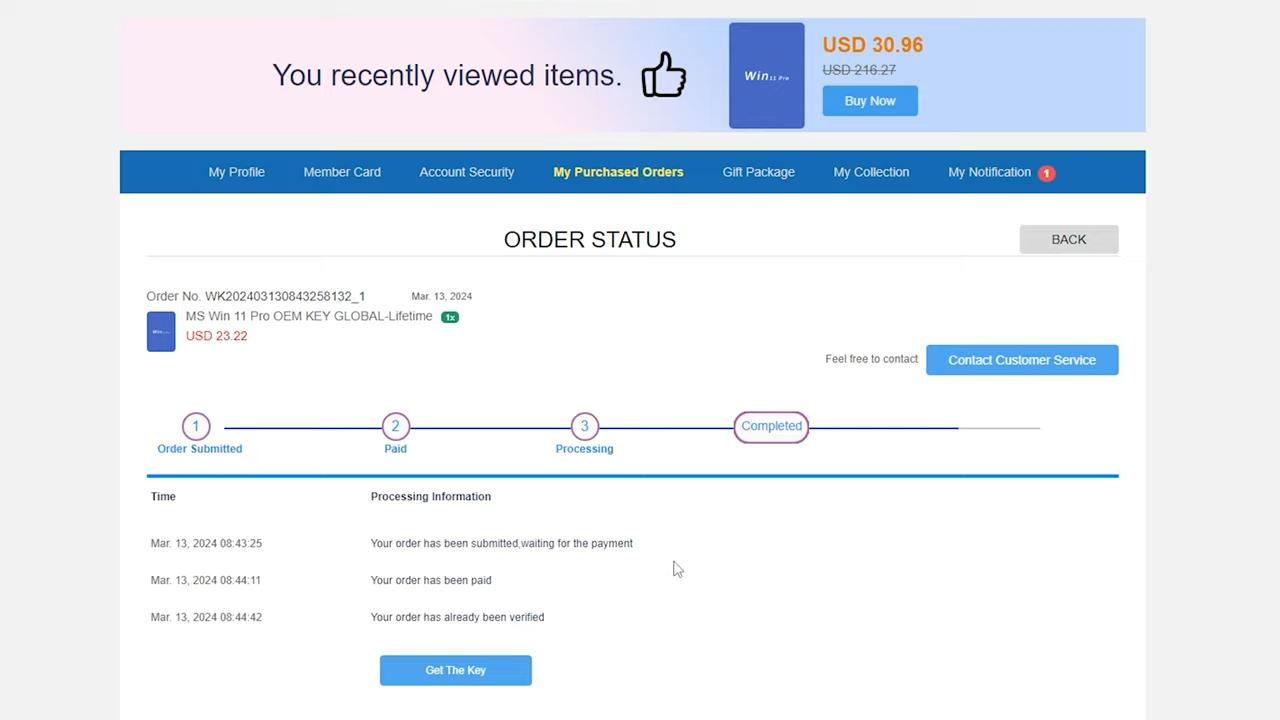 You recently viewed items.
Win 11 Pro
USD 30.96
USD 216.27
Buy Now
My Profile
Member Card
Account Security
My Purchased Orders
Gift Package
My Collection
My Notification 1
ORDER STATUS
BACK
Order No. WK202403130843258132_1
Mar. 13, 2024
MS Win 11 Pro OEM KEY GLOBAL-Lifetime 1x
USD 23.22
Feel free to contact
Contact Customer Service
1
2
3
Completed
Order Submitted
Paid
Processing
Time
Processing Information
Mar. 13, 2024 08:43:25
Your order has been submitted,waiting for the payment
Mar. 13, 2024 08:44:11
Your order has been paid
Mar. 13, 2024 08:44:42
Your order has already been verified
Get The Key